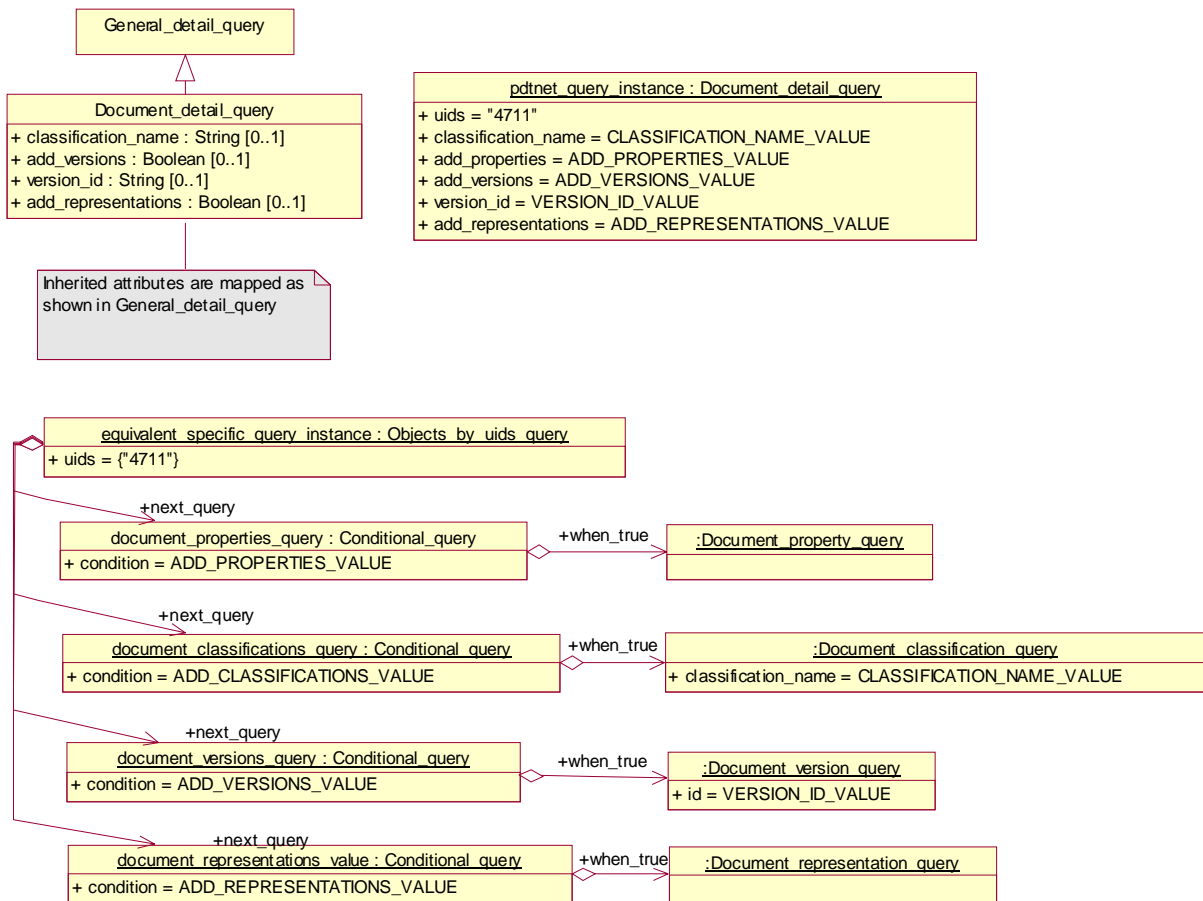 General_detail_query
Document_detail_query
+ classification_name : String [0..1]
+ add_versions : Boolean [0..1]
+ version_id : String [0..1]
+ add_representations : Boolean [0..1]
Inherited attributes are mapped as
shown in General_detail_query
pdtnet_query_instance : Document_detail_query
+ uids = "4711"
+ classification_name = CLASSIFICATION_NAME_VALUE
+ add_properties = ADD_PROPERTIES_VALUE
+ add_versions = ADD_VERSIONS_VALUE
+ version_id = VERSION_ID_VALUE
+ add_representations = ADD_REPRESENTATIONS_VALUE
equivalent_specific_query_instance : Objects_by_uids_query
+ uids = {"4711"}
+next_query
document_properties_query : Conditional_query
+ condition = ADD_PROPERTIES_VALUE
+when_true
:Document_property_query
+next_query
document_classifications_query : Conditional_query
+ condition = ADD_CLASSIFICATIONS_VALUE
+when_true
:Document_classification_query
+ classification_name = CLASSIFICATION_NAME_VALUE
+next_query
document_versions_query : Conditional_query
+ condition = ADD_VERSIONS_VALUE
+when_true
:Document_version_query
+ id = VERSION_ID_VALUE
+next_query
document_representations_value : Conditional_query
+ condition = ADD_REPRESENTATIONS_VALUE
+when_true
:Document_representation_query